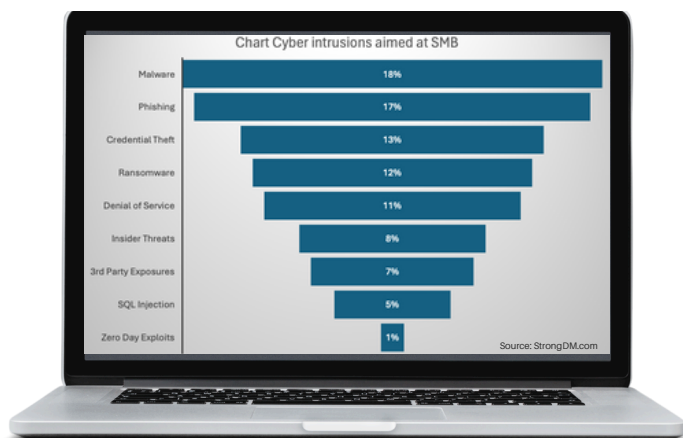 Chart Cyber intrusions aimed at SMB
Malware 18%
Phishing 17%
Credential Theft 13%
Ransomware 12%
Denial of Service 11%
Insider Threats 8%
3rd Party Exposures 7%
SQL Injection 5%
Zero Day Exploits 1%
Source: StrongDM.com